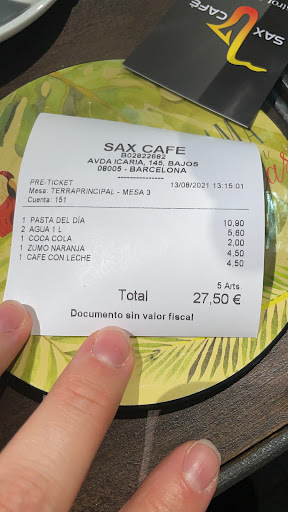 SAX CAFÉ
SAX CAFE
B02822682
AVDA ICARIA, 145, BAJOS
08005 - BARCELONA
---------------
PRE-TICKET 13/08/2021 13:15:01
Mesa: TERRAPRINCIPAL - MESA 3
Cuenta: 151
1 PASTA DEL DÍA 10,90
2 AGUA 1 L 5,60
1 COCA COLA 2,00
1 ZUMO NARANJA 4,50
1 CAFE CON LECHE 4,50
5 Arts.
Total 27,50 €
Documento sin valor fiscal